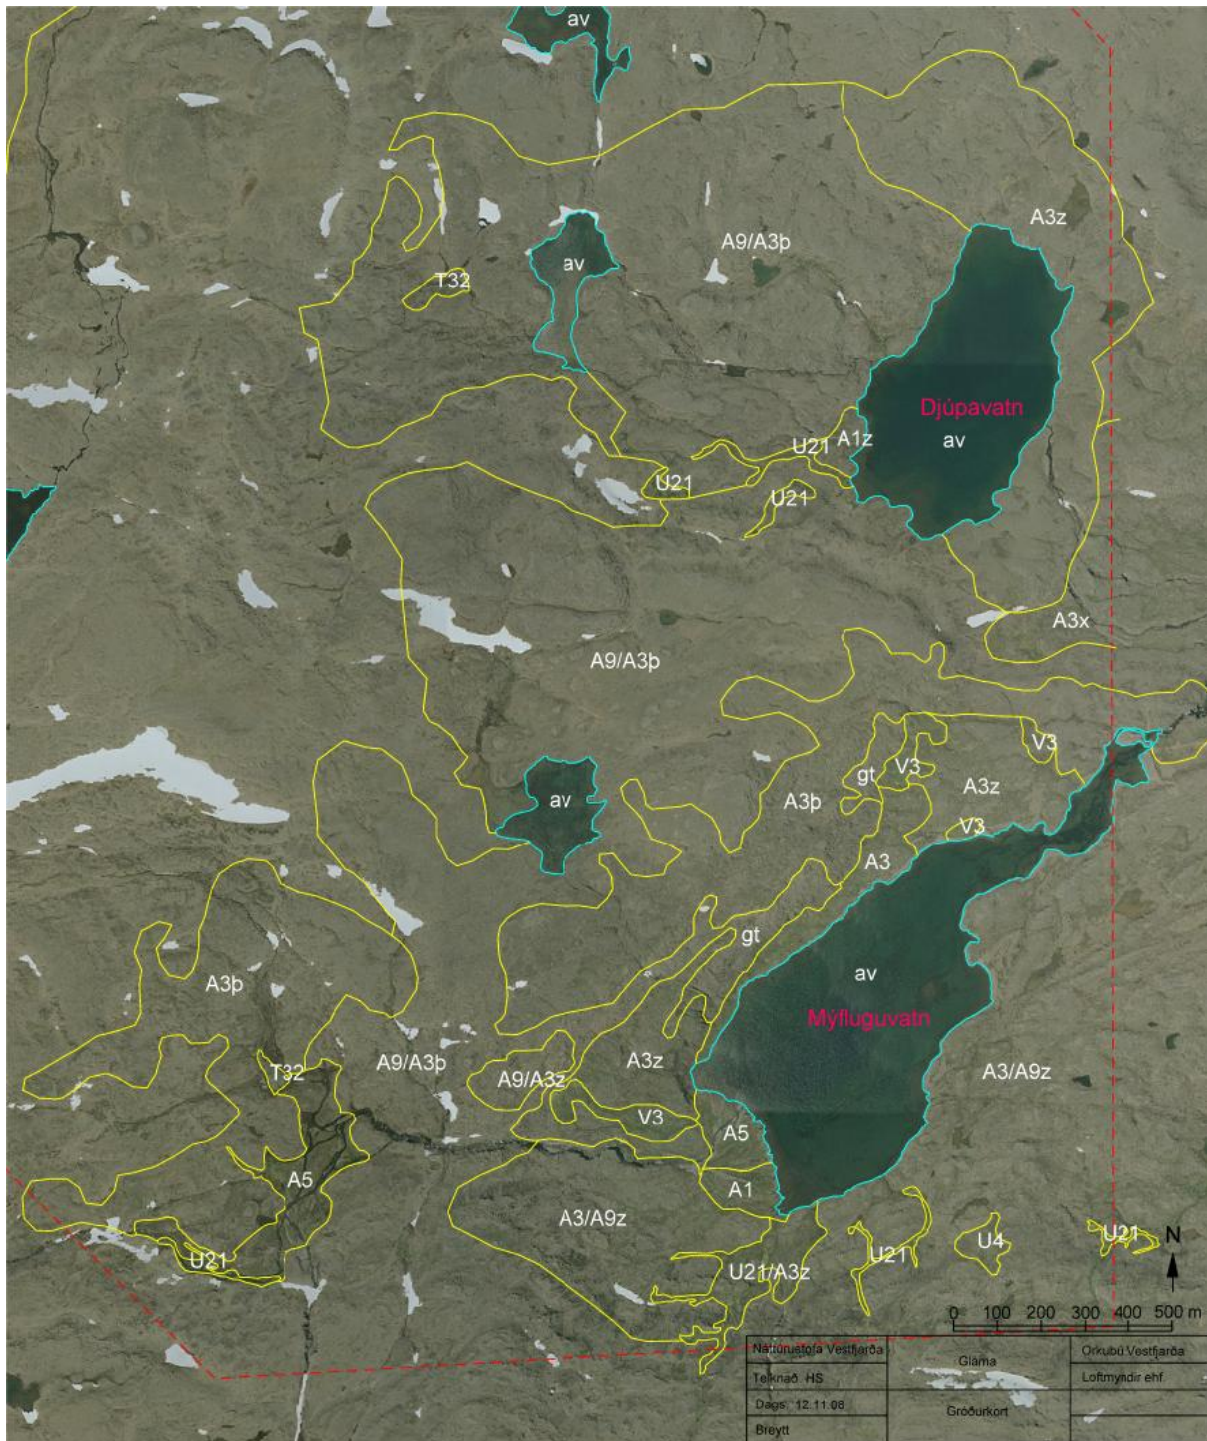 av
A3z
A9/A3þ
av
T32
Djúpavatn
av
U21
A1z
U21
U21
A3x
A9/A3þ
V3
V3
gt
A3z
av
A3þ
V3
A3
gt
av
A3þ
Mýfluguvatn
A9/A3þ
A3z
T32
A9/A3z
A3/A9z
V3
A5
A5
A1
A3/A9z
U21
U4
U21
U21
U21/A3z
N
0 100 200 300 400 500 m
Náttúrustofa Vestfjarða
Gláma
Orkubú Vestfjarða
Teiknað: HS
Loftmyndir ehf.
Dags: 12.11.08
Gróðurkort
Breytt